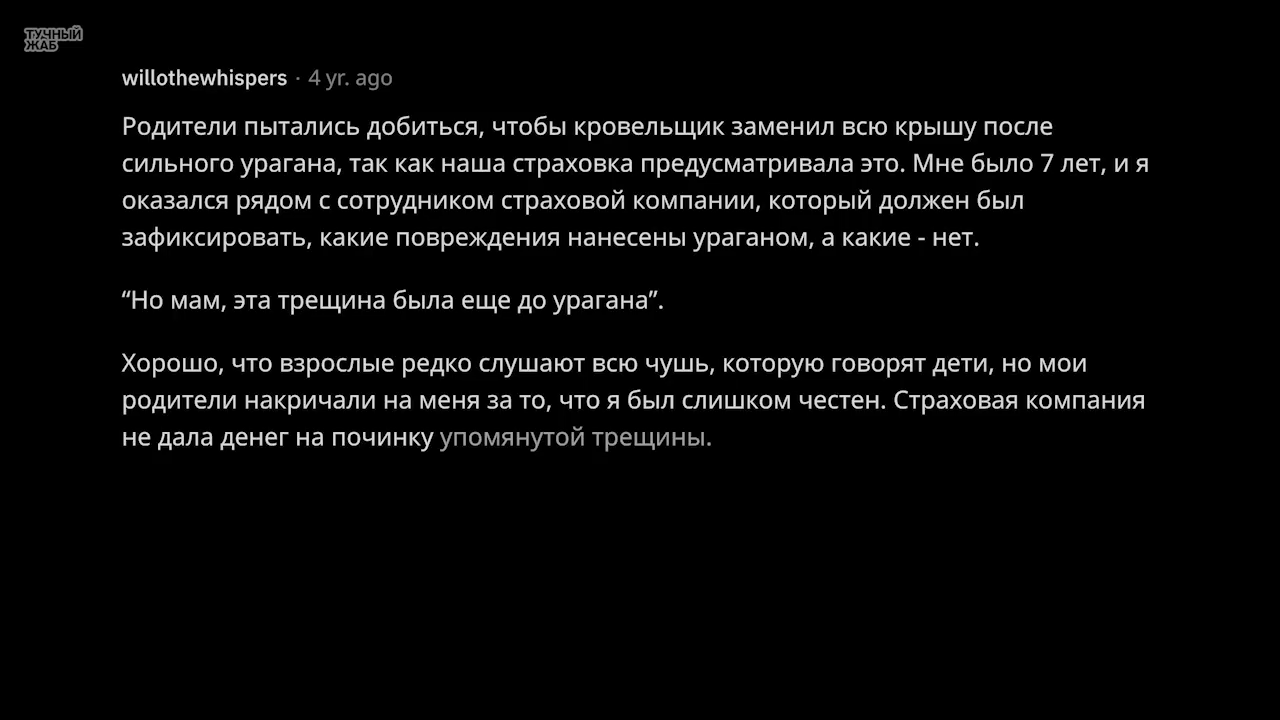 ТУЧНЫЙ
ЖАБ
willothewhispers · 4 yr. ago
Родители пытались добиться, чтобы кровельщик заменил всю крышу после
сильного урагана, так как наша страховка предусматривала это. Мне было 7 лет, и я
оказался рядом с сотрудником страховой компании, который должен был
зафиксировать, какие повреждения нанесены ураганом, а какие - нет.
“Но мам, эта трещина была еще до урагана”.
Хорошо, что взрослые редко слушают всю чушь, которую говорят дети, но мои
родители накричали на меня за то, что я был слишком честен. Страховая компания
не дала денег на починку упомянутой трещины.